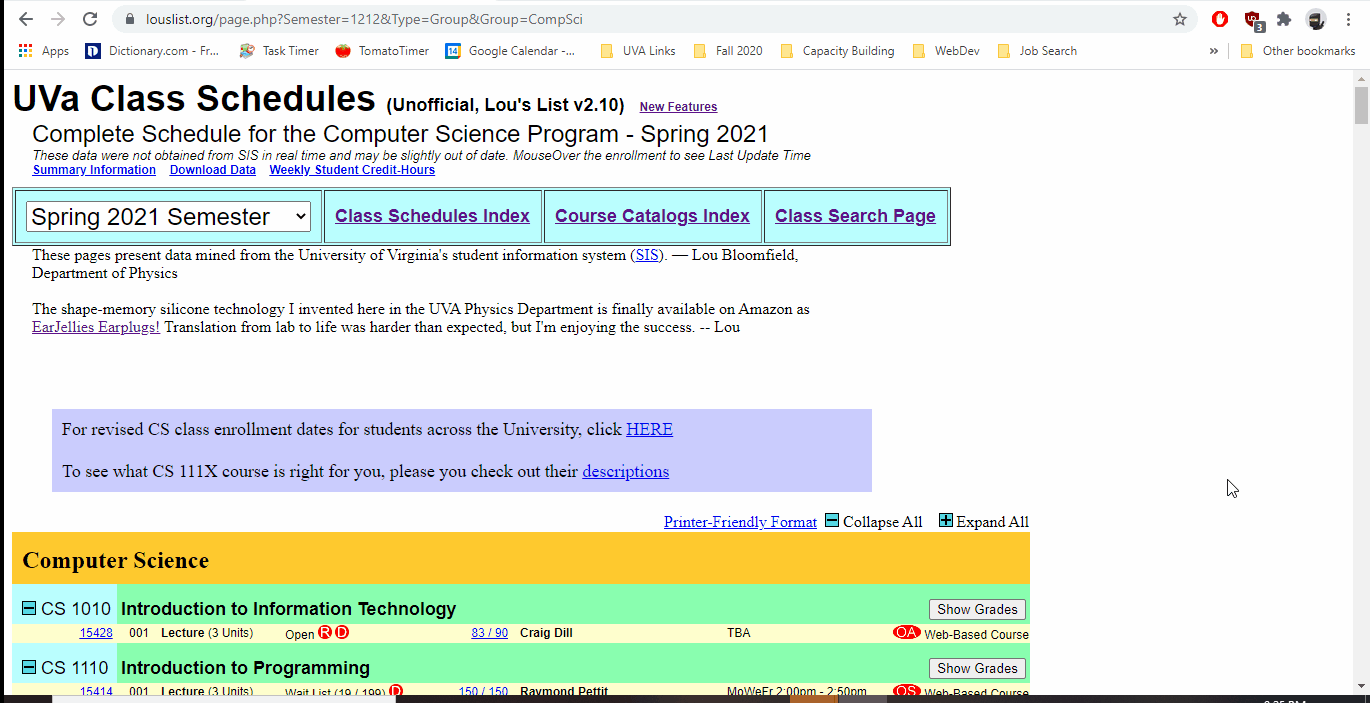 louslist.org/page.php?Semester=1212&Type=Group&Group=CompSci
Apps Dictionary.com - Fr... Task Timer TomatoTimer 14 Google Calendar -... UVA Links Fall 2020 Capacity Building WebDev Job Search » Other bookmarks
UVa Class Schedules (Unofficial, Lou's List v2.10) New Features
Complete Schedule for the Computer Science Program - Spring 2021
These data were not obtained from SIS in real time and may be slightly out of date. MouseOver the enrollment to see Last Update Time
Summary Information Download Data Weekly Student Credit-Hours
Spring 2021 Semester Class Schedules Index Course Catalogs Index Class Search Page
These pages present data mined from the University of Virginia's student information system (SIS). — Lou Bloomfield,
Department of Physics
The shape-memory silicone technology I invented here in the UVA Physics Department is finally available on Amazon as
EarJellies Earplugs! Translation from lab to life was harder than expected, but I'm enjoying the success. -- Lou
For revised CS class enrollment dates for students across the University, click HERE
To see what CS 111X course is right for you, please you check out their descriptions
Printer-Friendly Format Collapse All Expand All
Computer Science
CS 1010 Introduction to Information Technology Show Grades
15428 001 Lecture (3 Units) Open R D 83 / 90 Craig Dill TBA OA Web-Based Course
CS 1110 Introduction to Programming Show Grades
15414 001 Lecture (3 Units) Wait List (19 / 199) D 150 / 150 Raymond Pettit MoWeFr 2:00pm - 2:50pm OS Web-Based Course